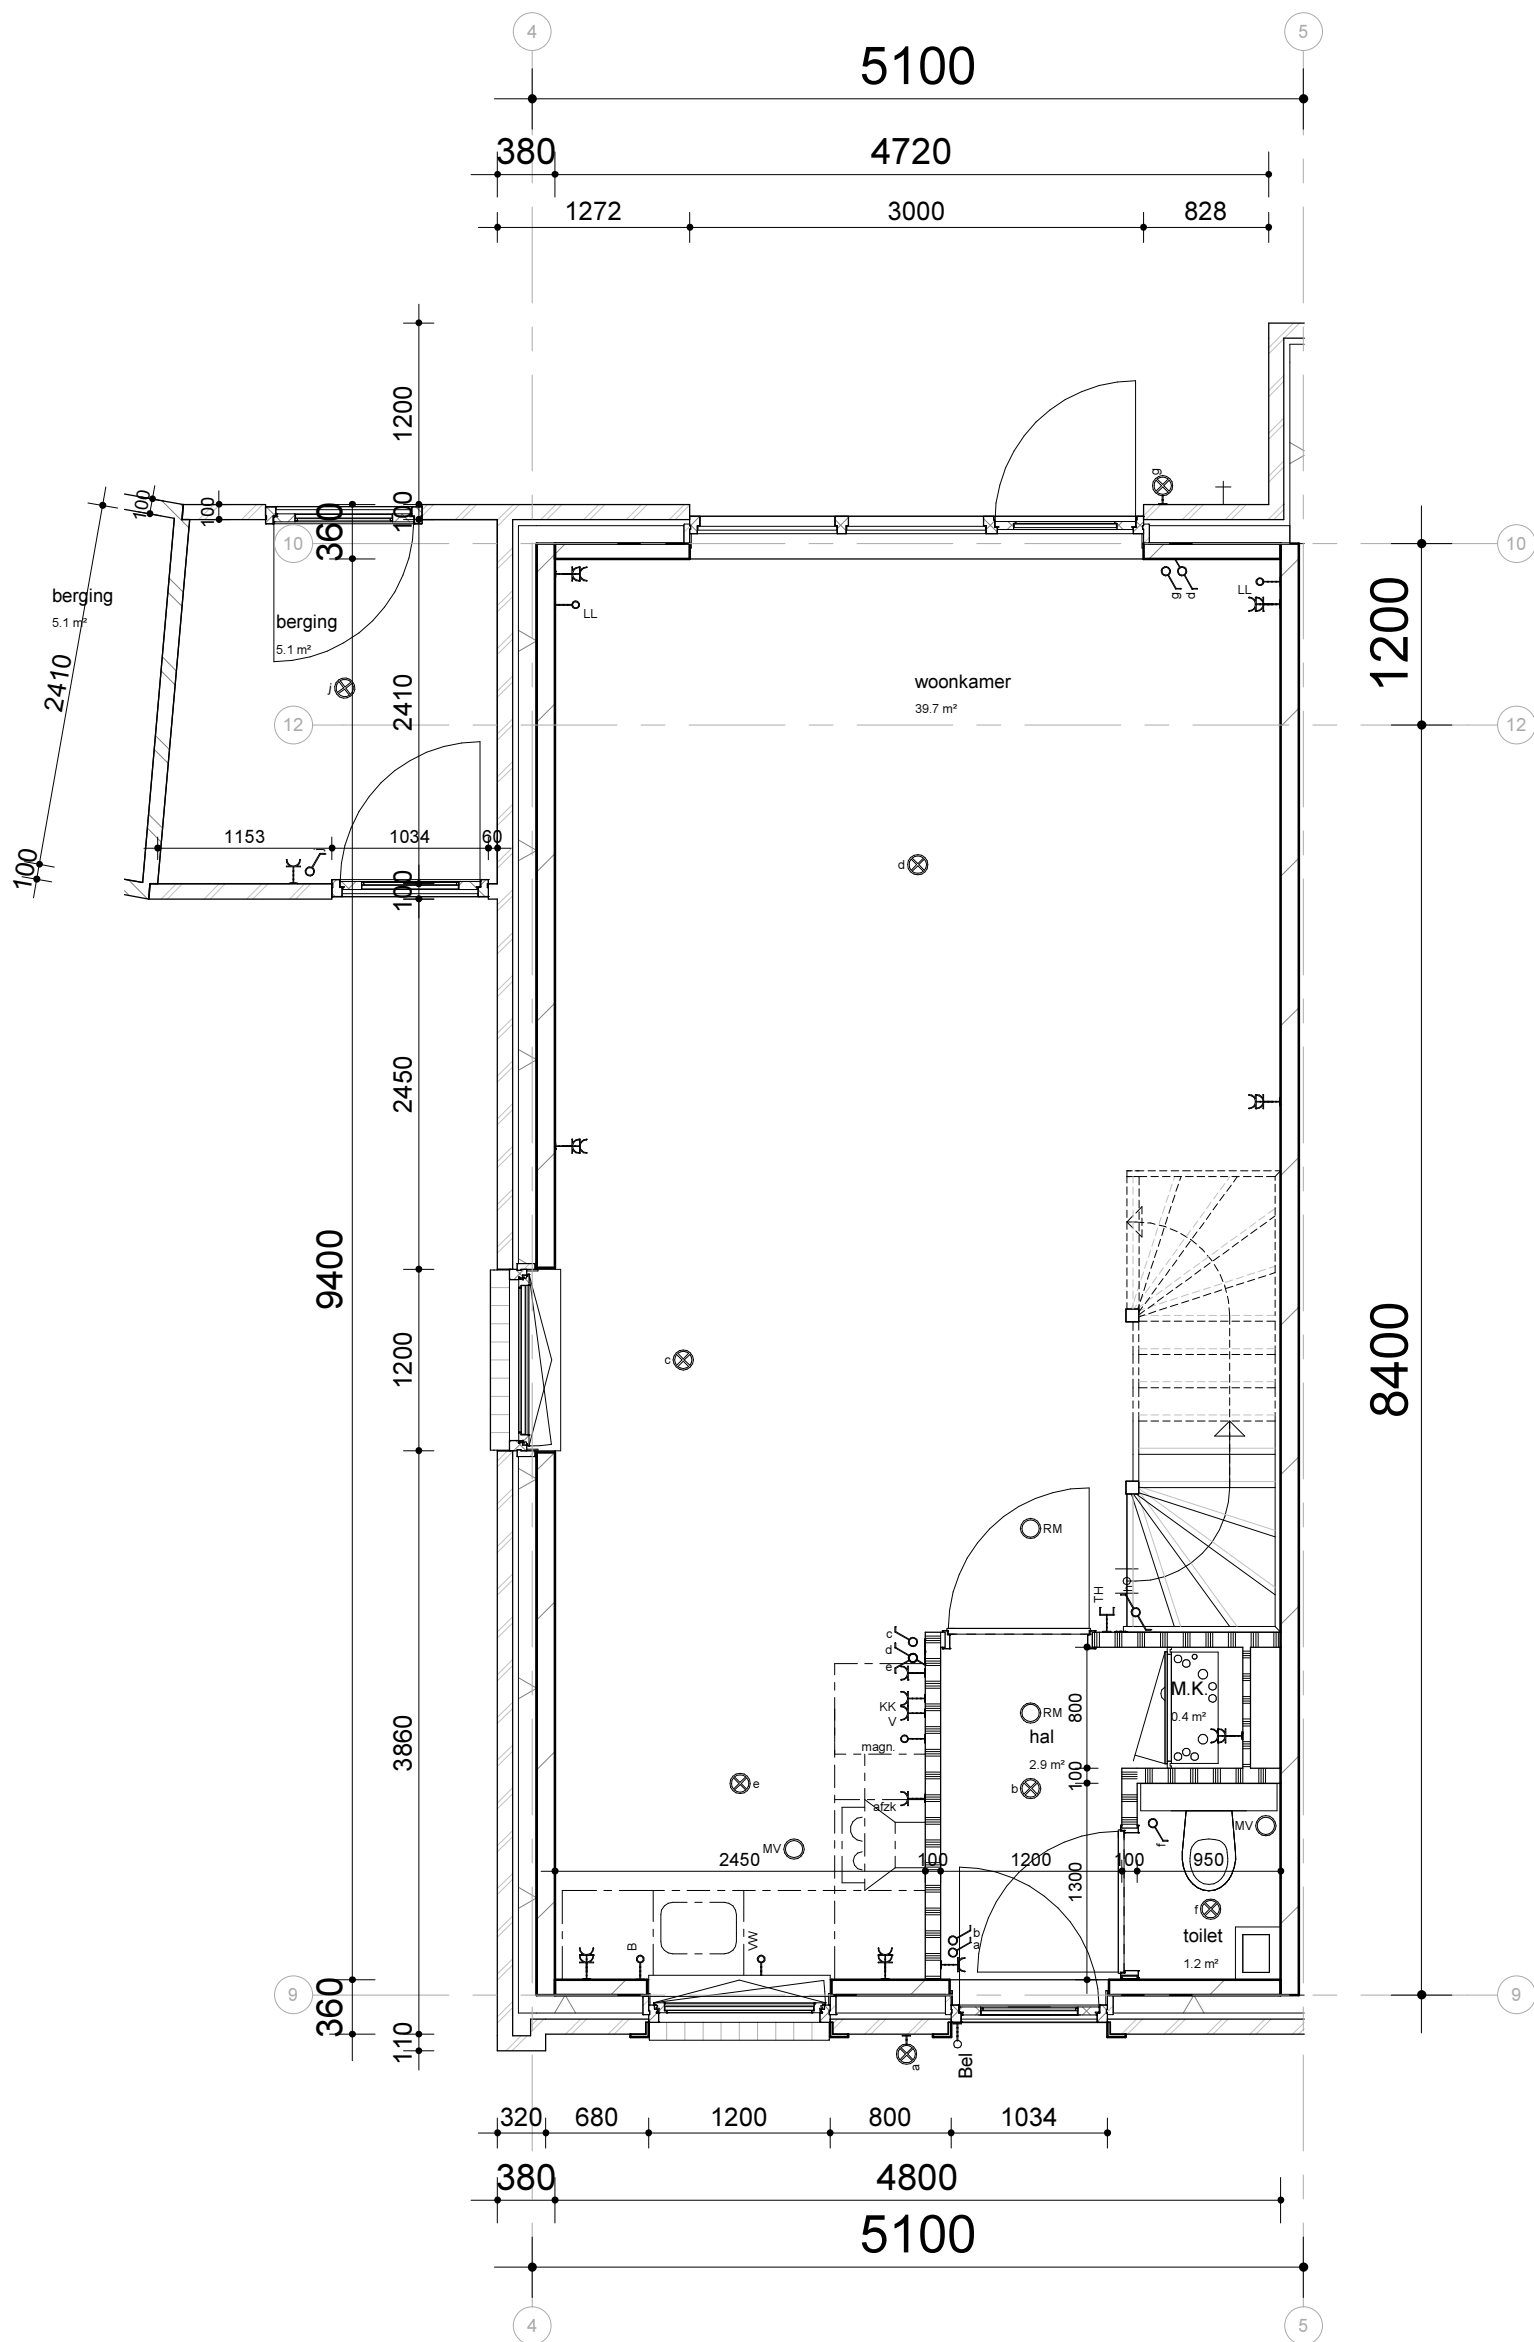 4
5
5100
380
4720
1272
3000
828
1200
g
100
100
100
360
10
10
berging
5.1 m²
LL
g
d
LL
berging
5.1 m²
1200
2410
j
2410
woonkamer
39.7 m²
12
12
d
1153
1034
60
100
100
2450
9400
1200
c
8400
RM
TH
c
d
e
KK
V
magn.
RM
800
M.K.
0.4 m²
hal
2.9 m²
3860
e
b
100
afzk
f
MV
MV
2450
100
1200
1300
100
950
f
toilet
1.2 m²
B
VW
b
a
9
9
360
110
a
Bel
320
680
1200
800
1034
380
4800
5100
4
5